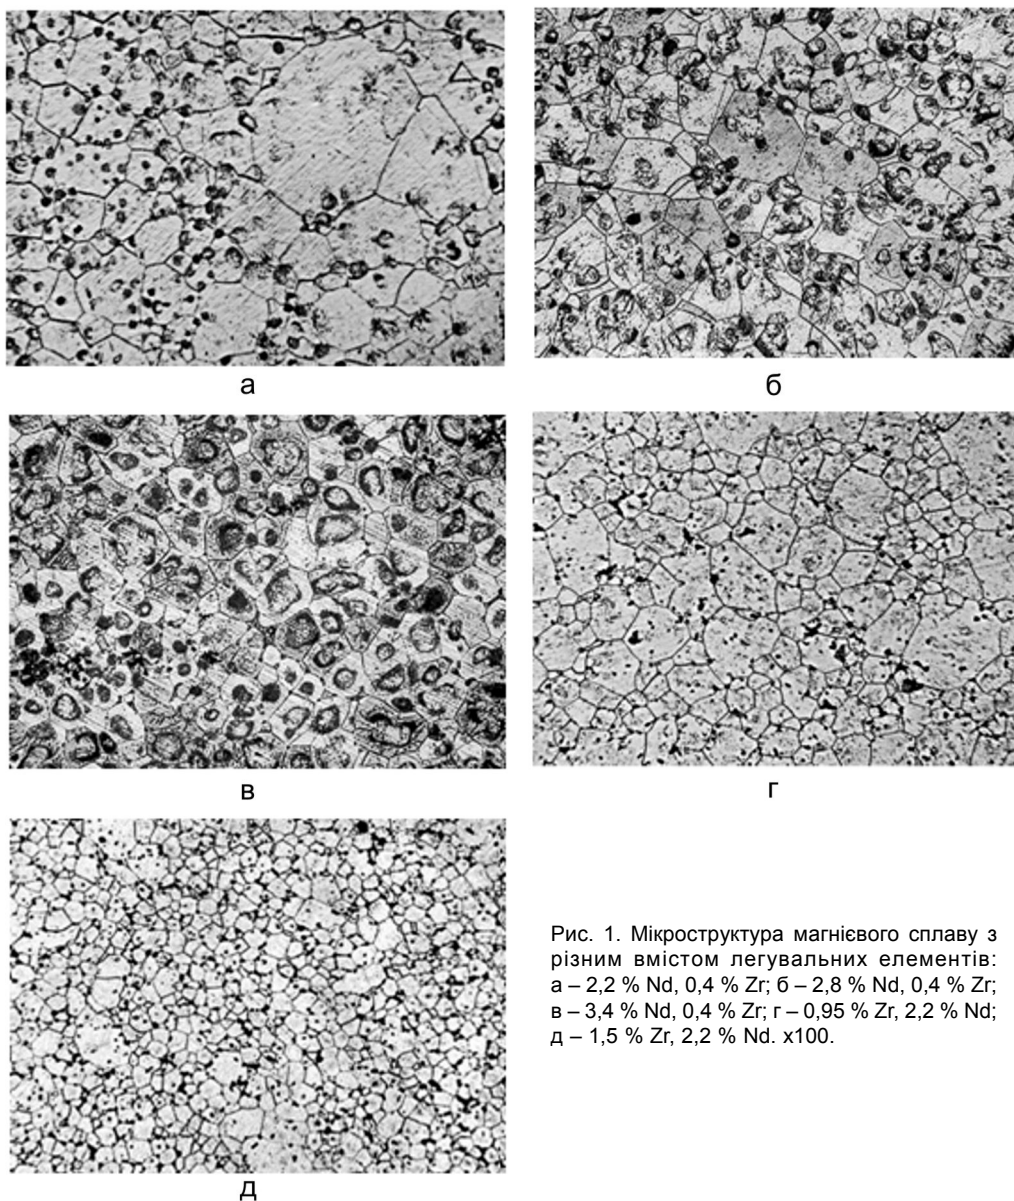 а
б
в
г
д
Рис. 1. Мікроструктура магнієвого сплаву з
різним вмістом легувальних елементів:
а – 2,2 % Nd, 0,4 % Zr; б – 2,8 % Nd, 0,4 % Zr;
в – 3,4 % Nd, 0,4 % Zr; г – 0,95 % Zr, 2,2 % Nd;
д – 1,5 % Zr, 2,2 % Nd. x100.